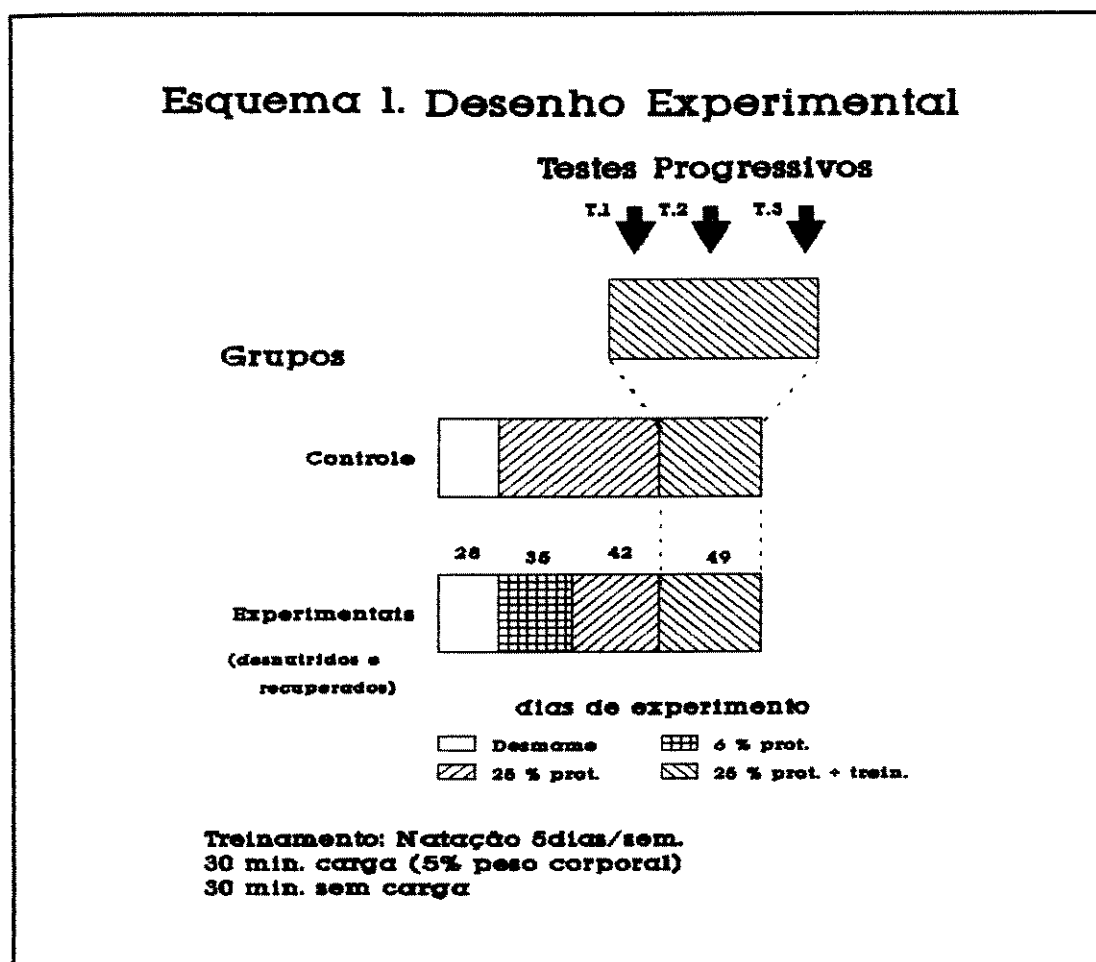 Esquema 1. Desenho Experimental
Testes Progressivos
T.1 T.2 T.3
Grupos
Controle
28 35 42 49
Experimentais
(desnutridos e
recuperados)
dias de experimento
Desmame 6 % prot.
25 % prot. 25 % prot. + trein.
Treinamento: Natação 5dias/sem.
30 min. carga (5% peso corporal)
30 min. sem carga